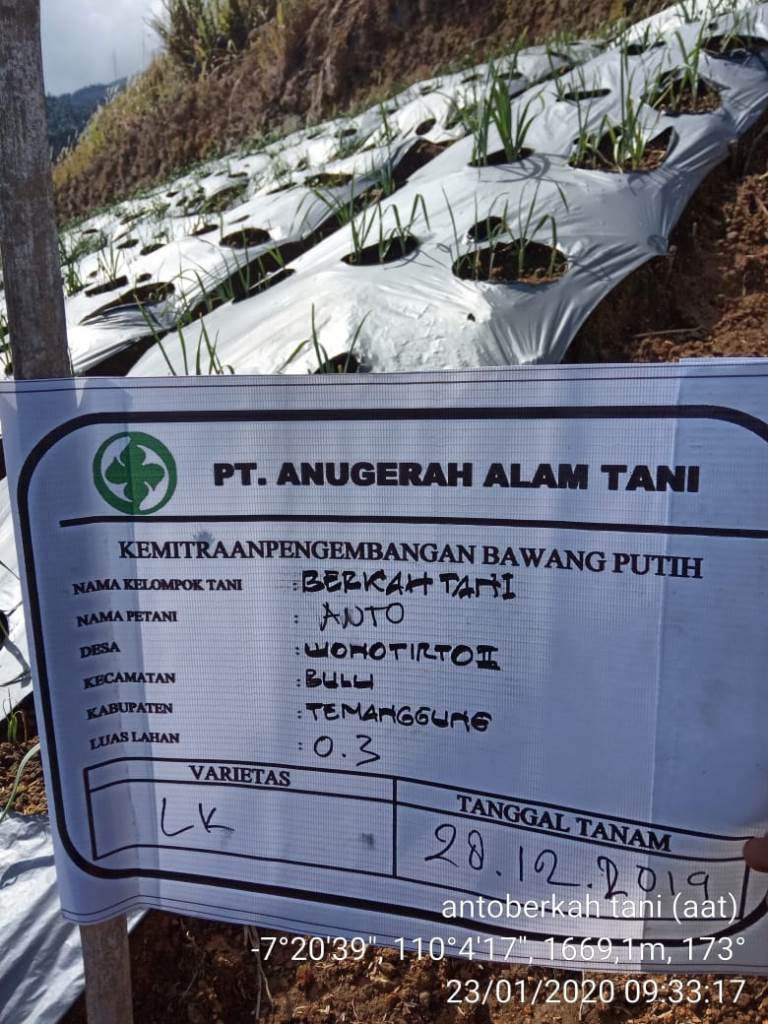 PT. ANUGERAH ALAM TANI
KEMITRAANPENGEMBANGAN BAWANG PUTIH
NAMA KELOMPOK TANI : BERKAH TANI
NAMA PETANI : ANTO
DESA : WONOTIRTO II
KECAMATAN : BULU
KABUPATEN : TEMANGGUNG
LUAS LAHAN : 0.3
VARIETAS
TANGGAL TANAM
LK
28.12.2019
antoberkah tani (aat)
-7°20'39", 110°4'17", 1669,1m, 173°
23/01/2020 09:33:17